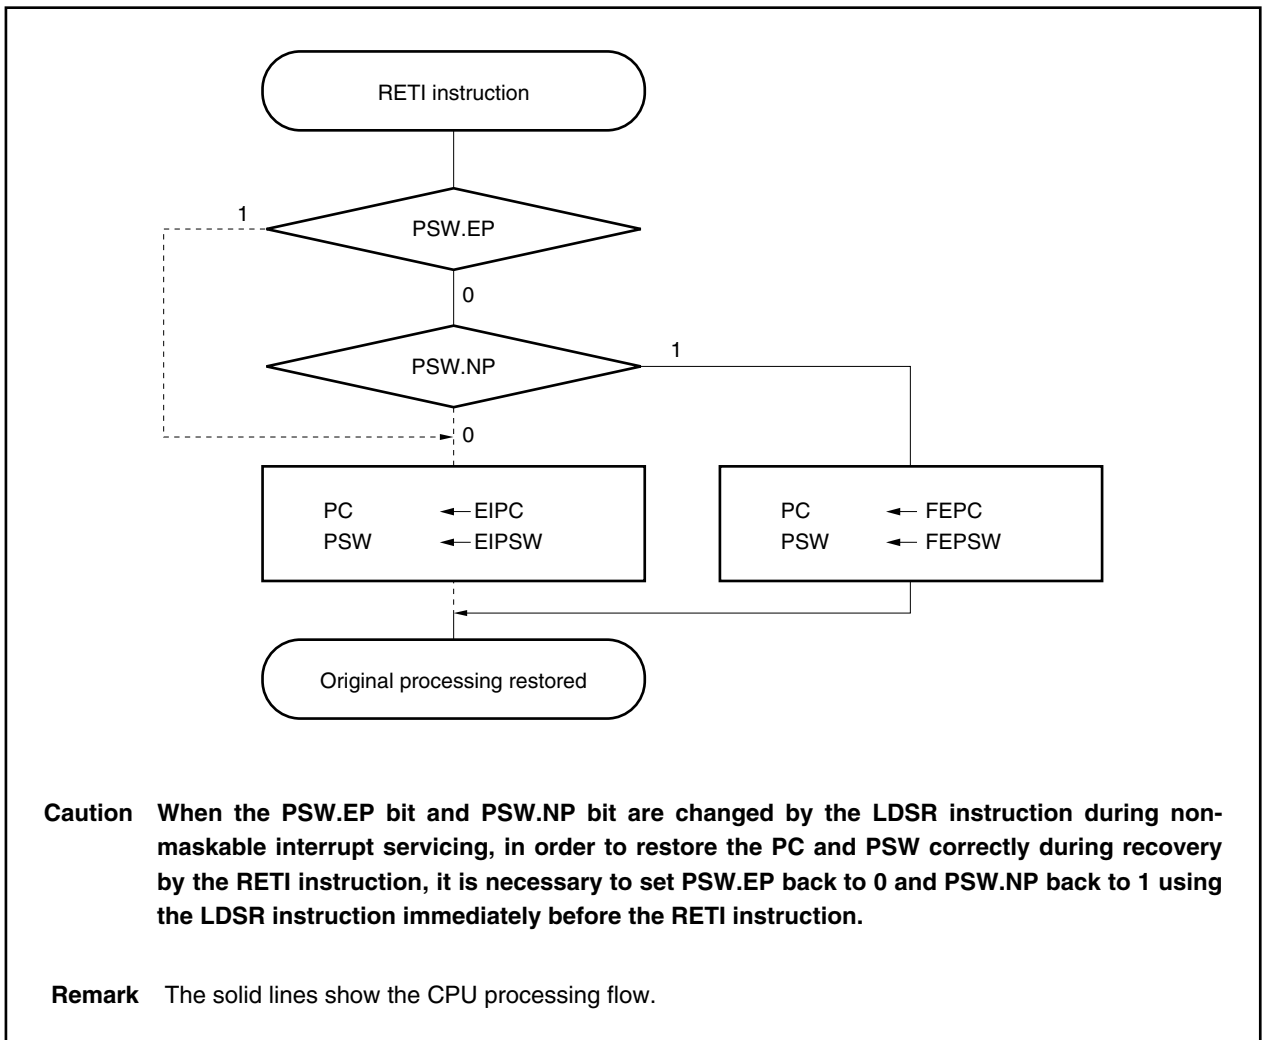 RETI instruction
1
PSW.EP
0
PSW.NP
1
0
PC ← EIPC
PSW ← EIPSW
PC ← FEPC
PSW ← FEPSW
Original processing restored
Caution When the PSW.EP bit and PSW.NP bit are changed by the LDSR instruction during non-
maskable interrupt servicing, in order to restore the PC and PSW correctly during recovery
by the RETI instruction, it is necessary to set PSW.EP back to 0 and PSW.NP back to 1 using
the LDSR instruction immediately before the RETI instruction.
Remark The solid lines show the CPU processing flow.